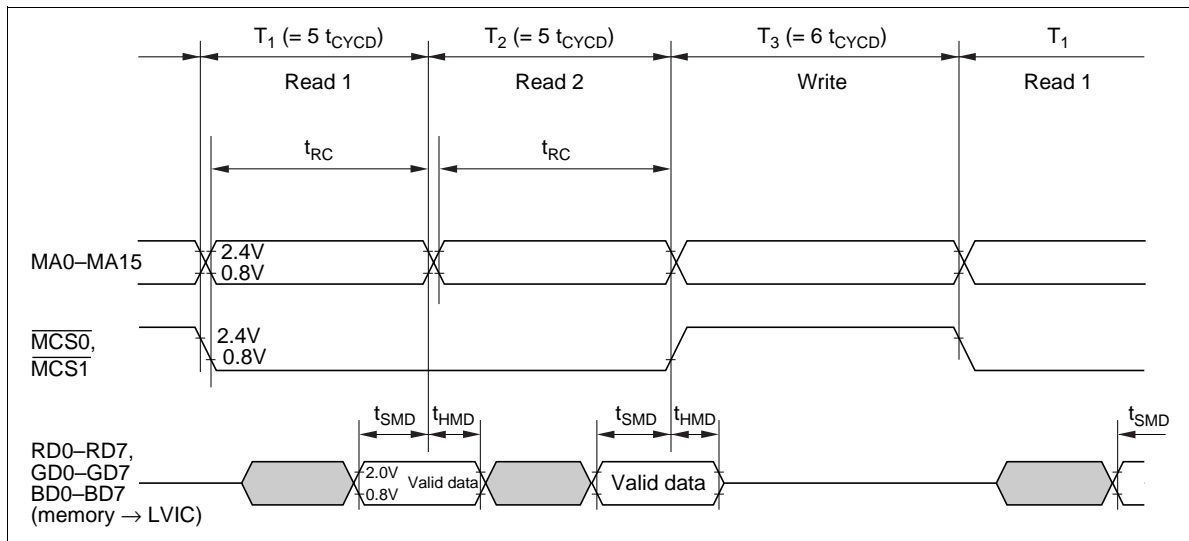 T1 (= 5 tCYCD) T2 (= 5 tCYCD) T3 (= 6 tCYCD) T1
Read 1 Read 2 Write Read 1
tRC tRC
MA0–MA15
2.4V
0.8V
MCS0,
MCS1
2.4V
0.8V
tSMD tHMD tSMD tHMD tSMD
RD0–RD7,
GD0–GD7
BD0–BD7
(memory → LVIC)
2.0V
0.8V
Valid data Valid data